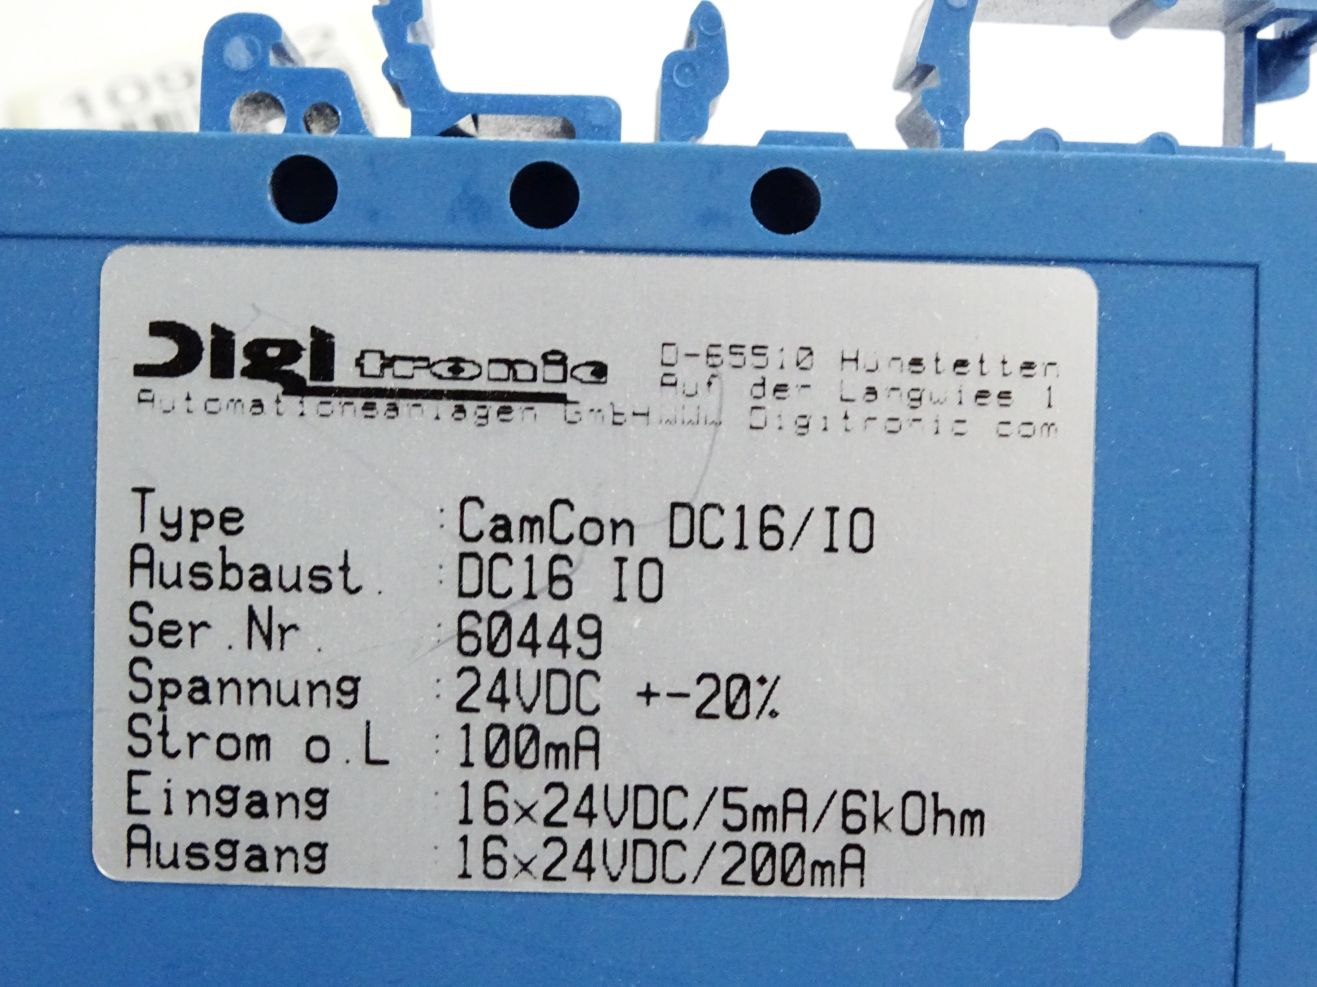 Digitronic
Automationsanlagen GmbH
D-65510 Hünstetten
Auf der Langwies 1
www Digitronic com
Type : CamCon DC16/IO
Ausbaust. : DC16 IO
Ser.Nr. : 60449
Spannung : 24VDC +-20%
Strom o.L : 100mA
Eingang : 16x24VDC/5mA/6kOhm
Ausgang : 16x24VDC/200mA